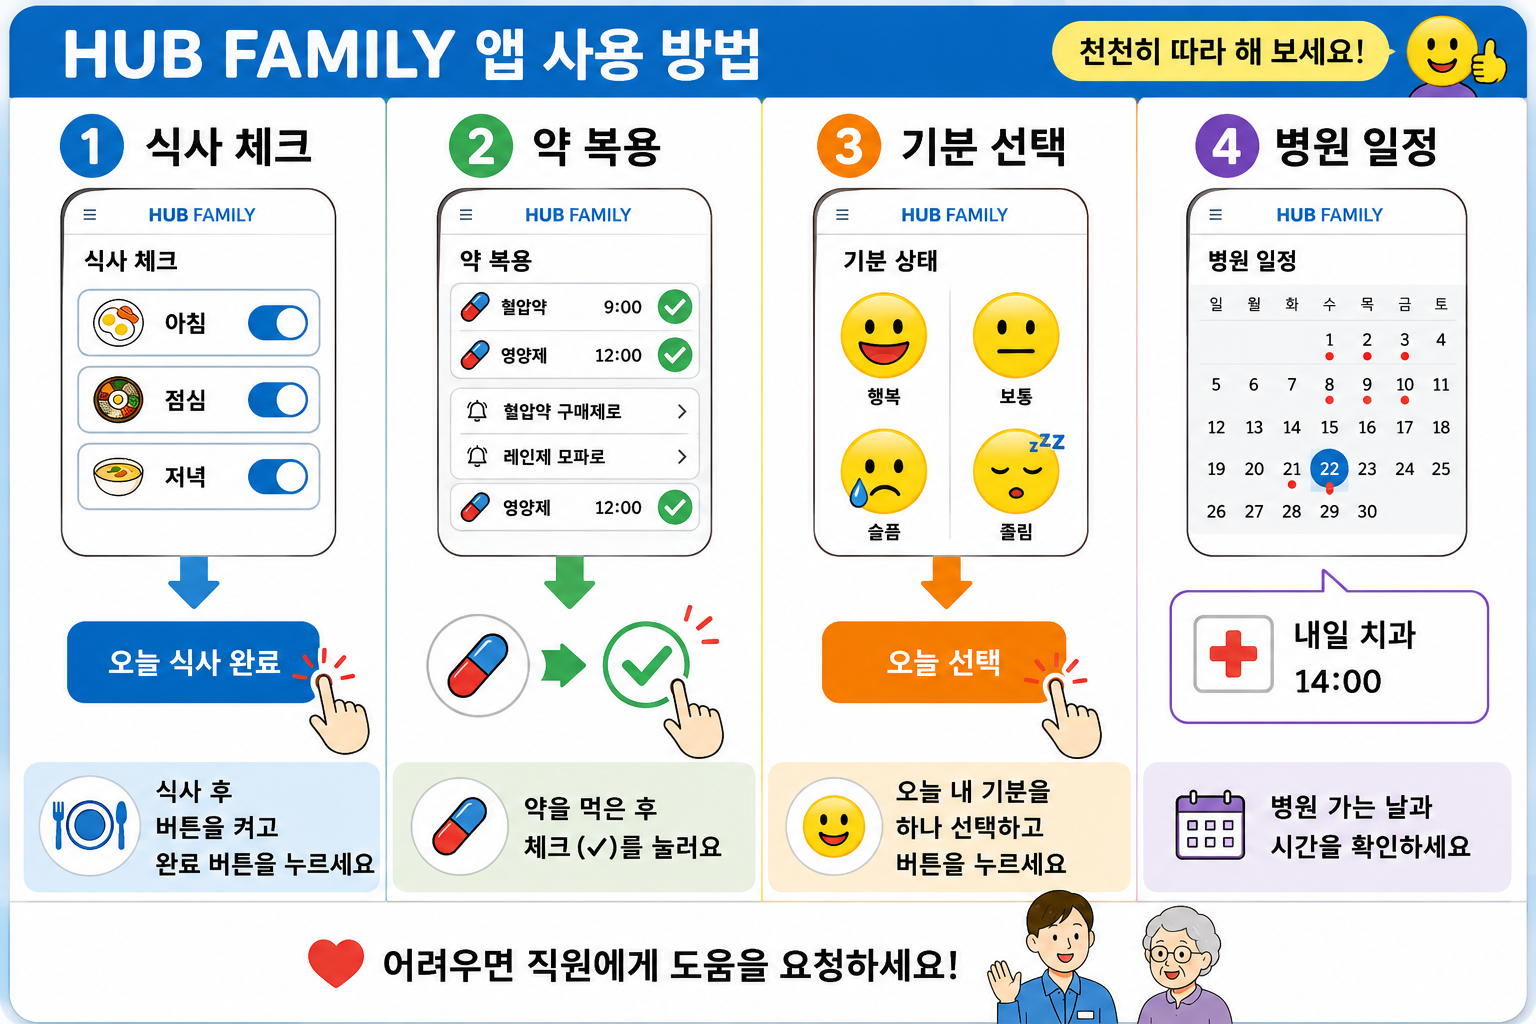 HUB FAMILY 앱 사용 방법
천천히 따라 해 보세요!
1 식사 체크
HUB FAMILY
식사 체크
아침
점심
저녁
오늘 식사 완료
식사 후
버튼을 켜고
완료 버튼을 누르세요
2 약 복용
HUB FAMILY
약 복용
혈압약 9:00
영양제 12:00
혈압약 구매제로
레인제 모파로
영양제 12:00
약을 먹은 후
체크(✓)를 눌러요
3 기분 선택
HUB FAMILY
기분 상태
행복 보통
zzZZ
슬픔 졸림
오늘 선택
오늘 내 기분을
하나 선택하고
버튼을 누르세요
4 병원 일정
HUB FAMILY
병원 일정
일 월 화 수 목 금 토
1 2 3 4
5 6 7 8 9 10 11
12 13 14 15 16 17 18
19 20 21 22 23 24 25
26 27 28 29 30
내일 치과
14:00
병원 가는 날과
시간을 확인하세요
어려우면 직원에게 도움을 요청하세요!